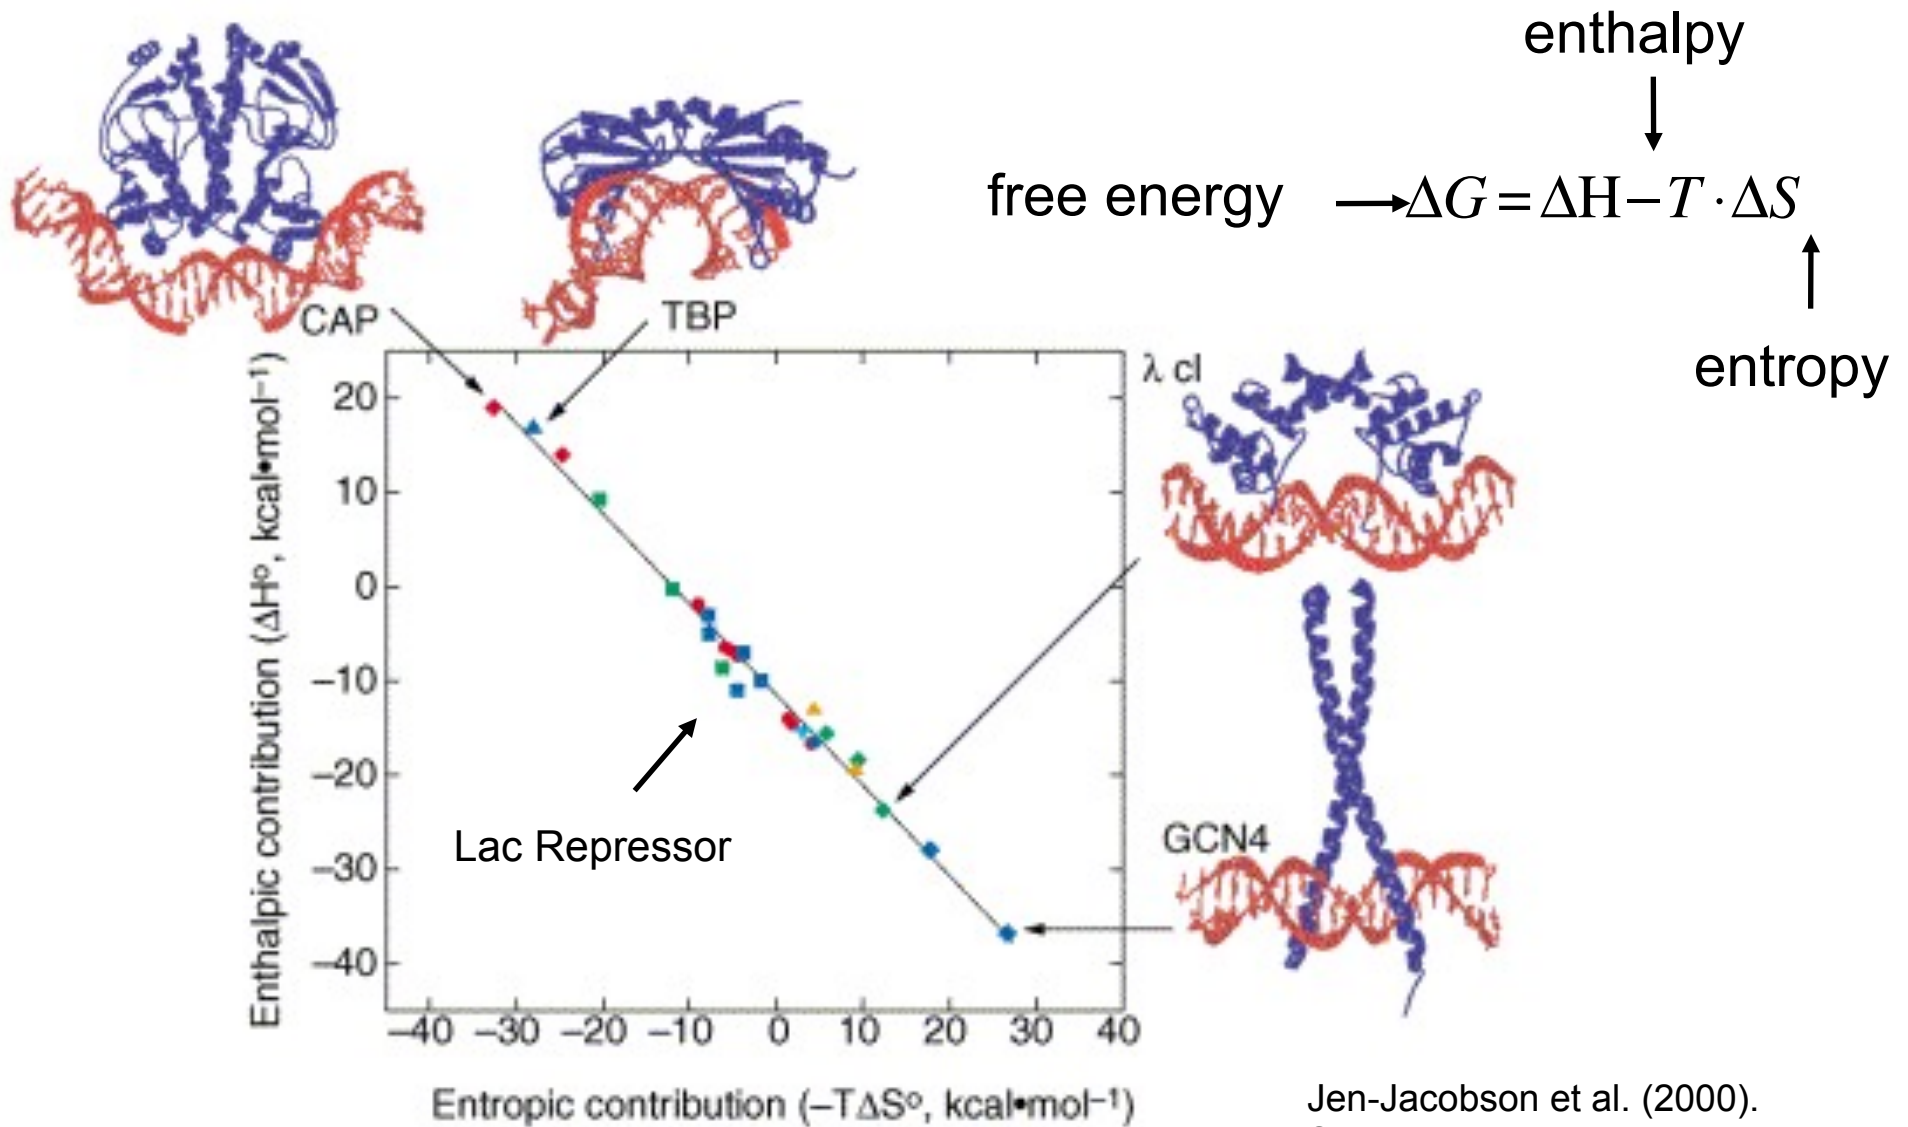 enthalpy
free energy
ΔG = ΔH − T · ΔS
entropy
CAP
TBP
λ cI
GCN4
Lac Repressor
Enthalpic contribution (ΔHº, kcal•mol–1)
20
10
0
–10
–20
–30
–40
–40 –30 –20 –10 0 10 20 30 40
Entropic contribution (–TΔSº, kcal•mol–1)
Jen-Jacobson et al. (2000).